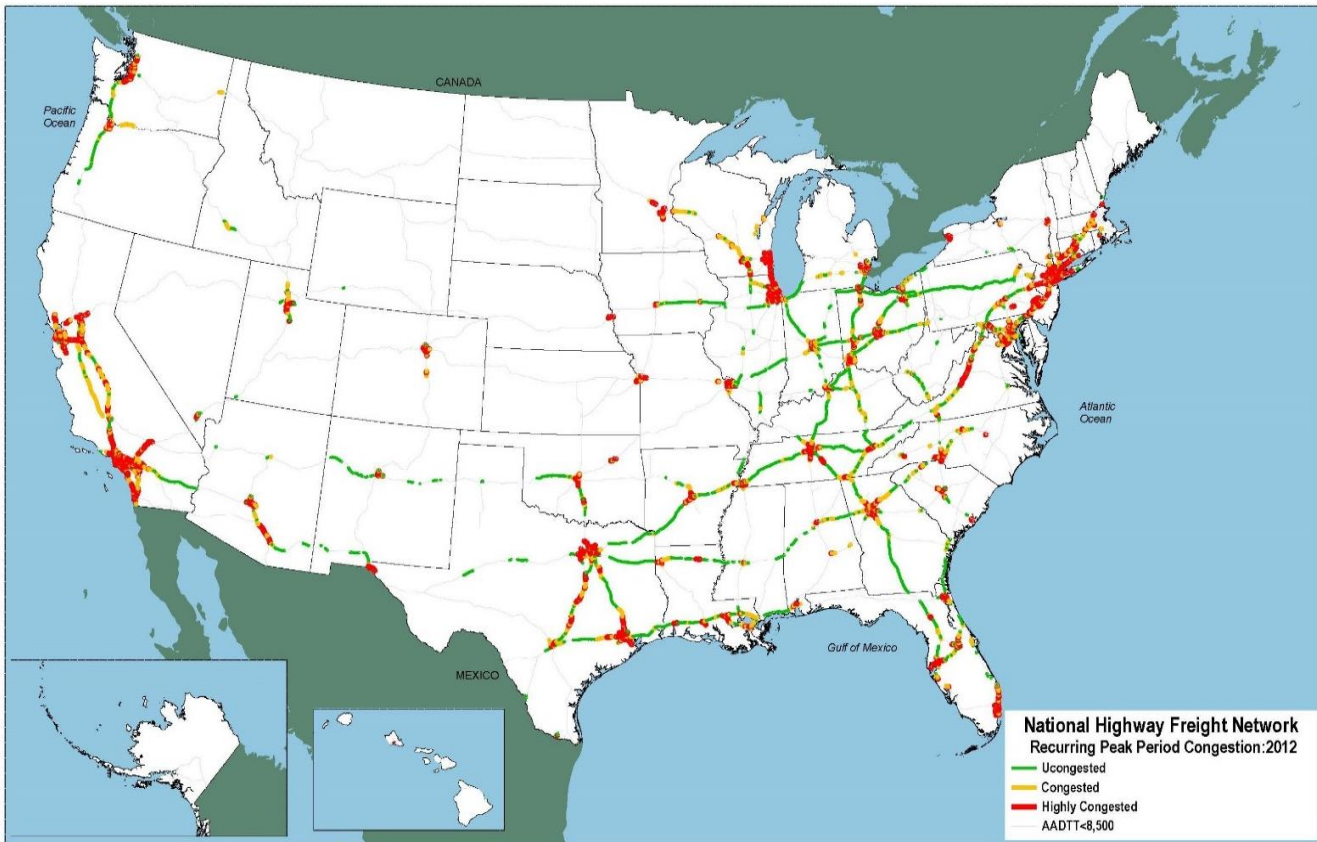 CANADA
Pacific
Ocean
Atlantic
Ocean
Gulf of Mexico
MEXICO
National Highway Freight Network
Recurring Peak Period Congestion:2012
Ucongested
Congested
Highly Congested
AADTT<8,500